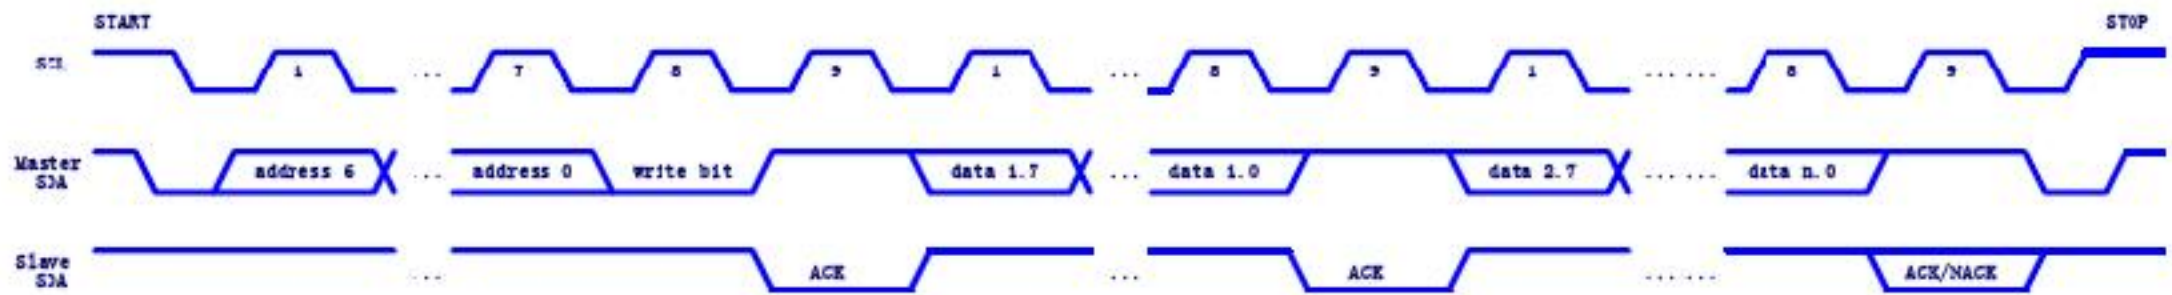 START STOP
SCL 1 ... 7 8 9 1 ... 8 9 1 ... ... 8 9
Master
SDA
address 6 ... address 0 write bit data 1.7 ... data 1.0 data 2.7 ... ... data n.0
Slave
SDA
... ACK ... ACK ... ... ACK/NACK